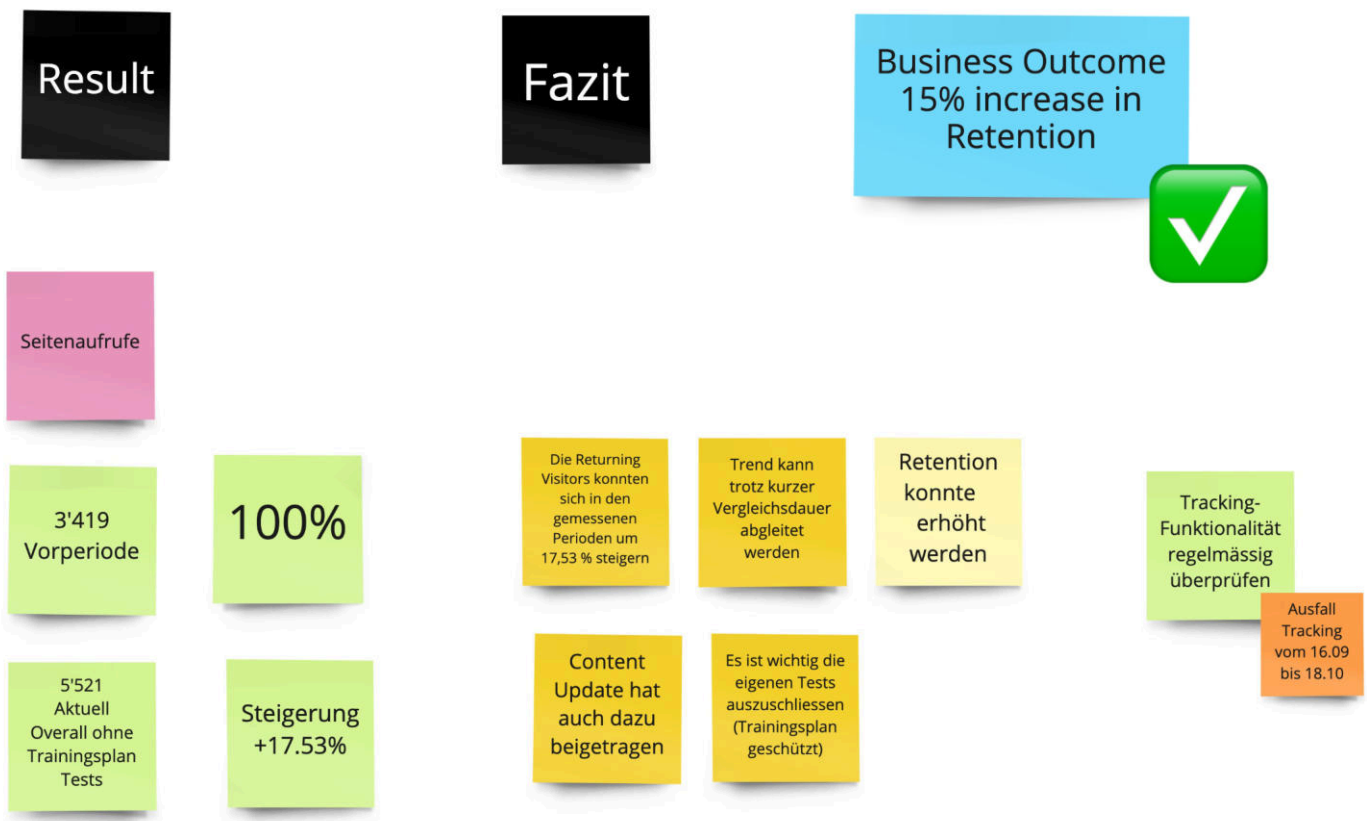 Result
Fazit
Business Outcome
15% increase in
Retention
Seitenaufrufe
3'419
Vorperiode
100%
5'521
Aktuell
Overall ohne
Trainingsplan
Tests
Steigerung
+17.53%
Die Returning
Visitors konnten
sich in den
gemessenen
Perioden um
17,53 % steigern
Trend kann
trotz kurzer
Vergleichsdauer
abgleitet
werden
Retention
konnte
erhöht
werden
Content
Update hat
auch dazu
beigetragen
Es ist wichtig die
eigenen Tests
auszuschliessen
(Trainingsplan
geschützt)
Tracking-
Funktionalität
regelmässig
überprüfen
Ausfall
Tracking
vom 16.09
bis 18.10